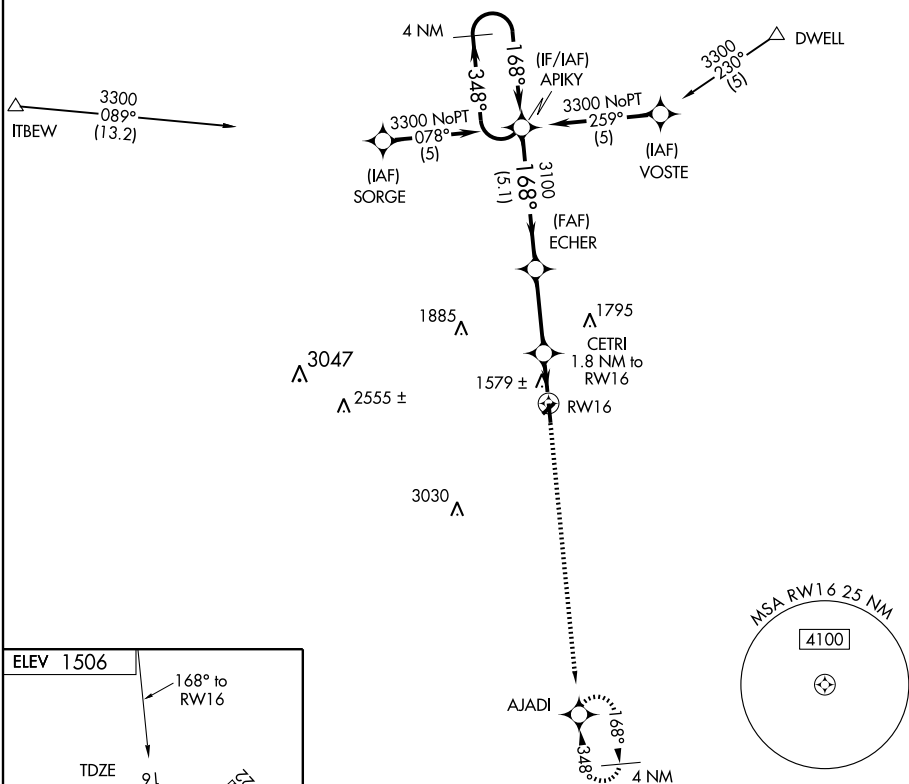 4 NM
348°
168°
(IF/IAF)
APIKY
DWELL
3300
230°
(5)
3300
089°
(13.2)
ITBEW
3300 NoPT
078°
(5)
(IAF)
SORGE
3300 NoPT
259°
(5)
(IAF)
VOSTE
3100
168°
(5.1)
(FAF)
ECHER
1885
1795
CETRI
1.8 NM to
RW16
3047
2555 ±
1579 ±
RW16
3030
MSA RW16 25 NM
4100
ELEV 1506
168° to
RW16
TDZE
16
22
AJADI
348°
168°
4 NM